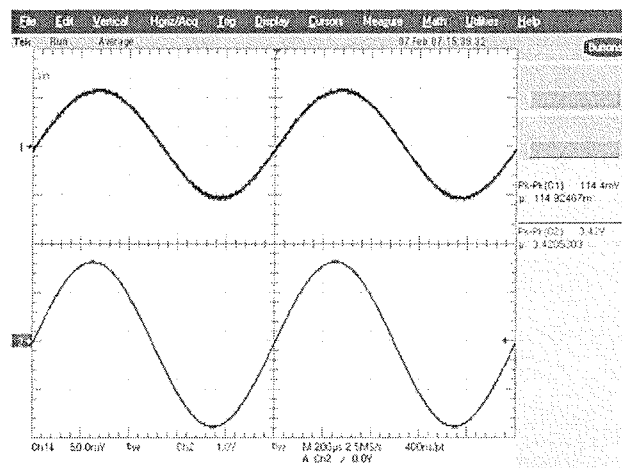 File Edit Vertical Horiz/Acq Trig Display Cursors Measure Math Utilities Help
Tek Run Average 07 Feb 07 15:39:32
Buttons
Pk-Pk(C1) 114.4mV
µ: 114.92467m
Pk-Pk(C2) 3.42V
µ: 3.4205303
Ch1 50.0mV Bw Ch2 1.0V Bw M 200µs 2.5MS/s 400ns/pt
A Ch2 0.0V